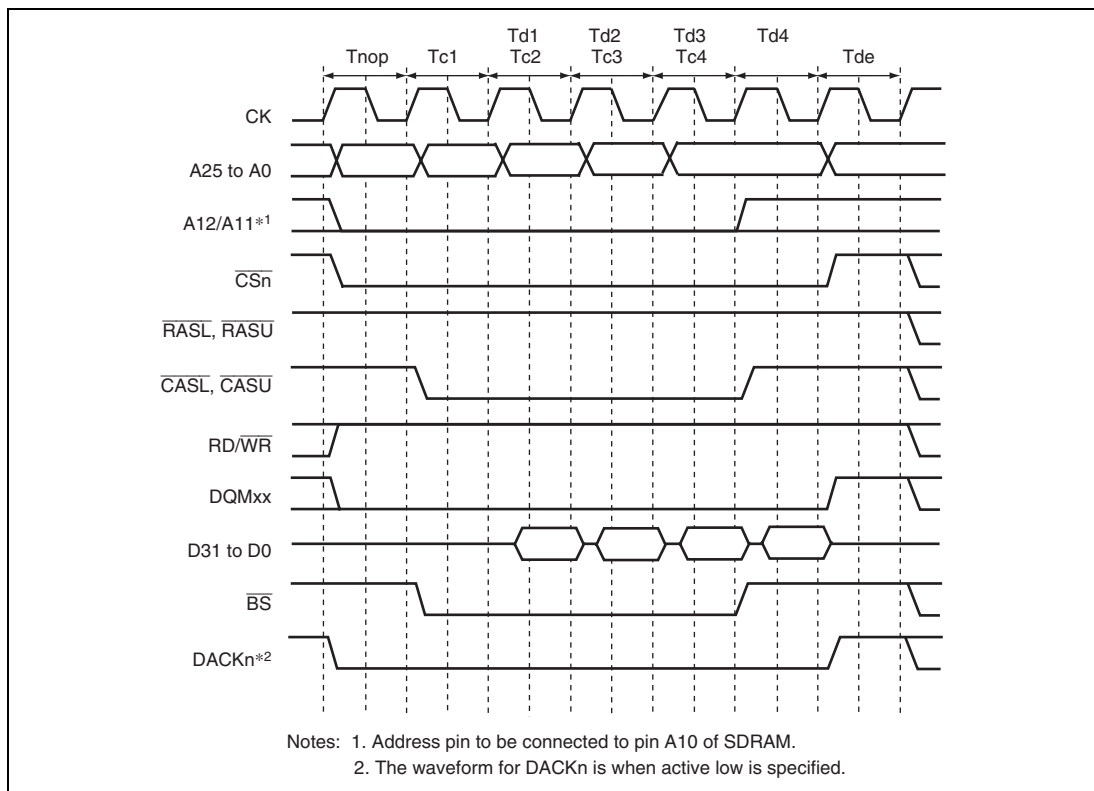 Td1 Td2 Td3 Td4
Tnop Tc1 Tc2 Tc3 Tc4 Tde
CK
A25 to A0
A12/A11*1
CSn
RASL, RASU
CASL, CASU
RD/WR
DQMxx
D31 to D0
BS
DACKn*2
Notes: 1. Address pin to be connected to pin A10 of SDRAM.
2. The waveform for DACKn is when active low is specified.